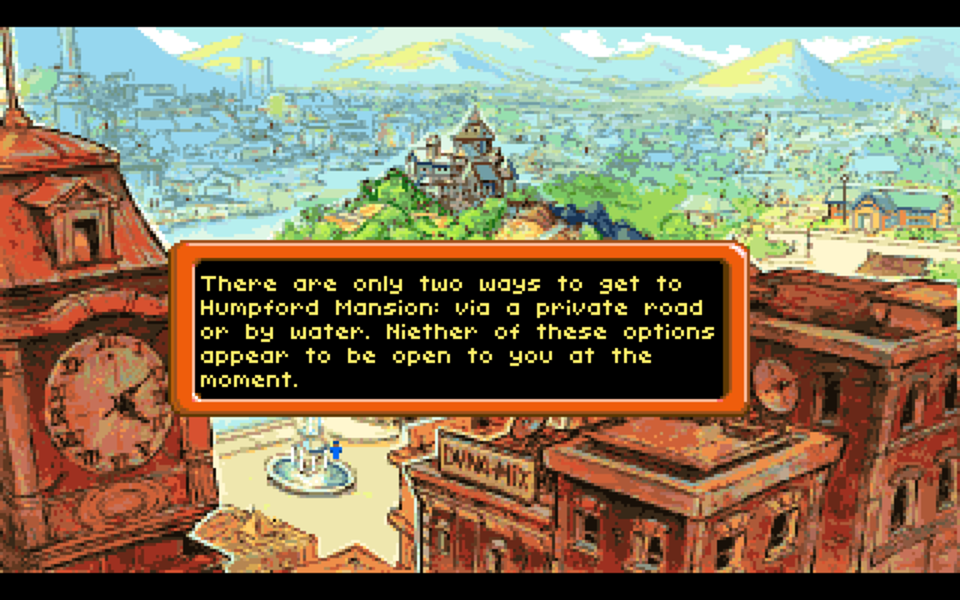 There are only two ways to get to
Humpford Mansion: via a private road
or by water. Niether of these options
appear to be open to you at the
moment.
DYNA-MIX